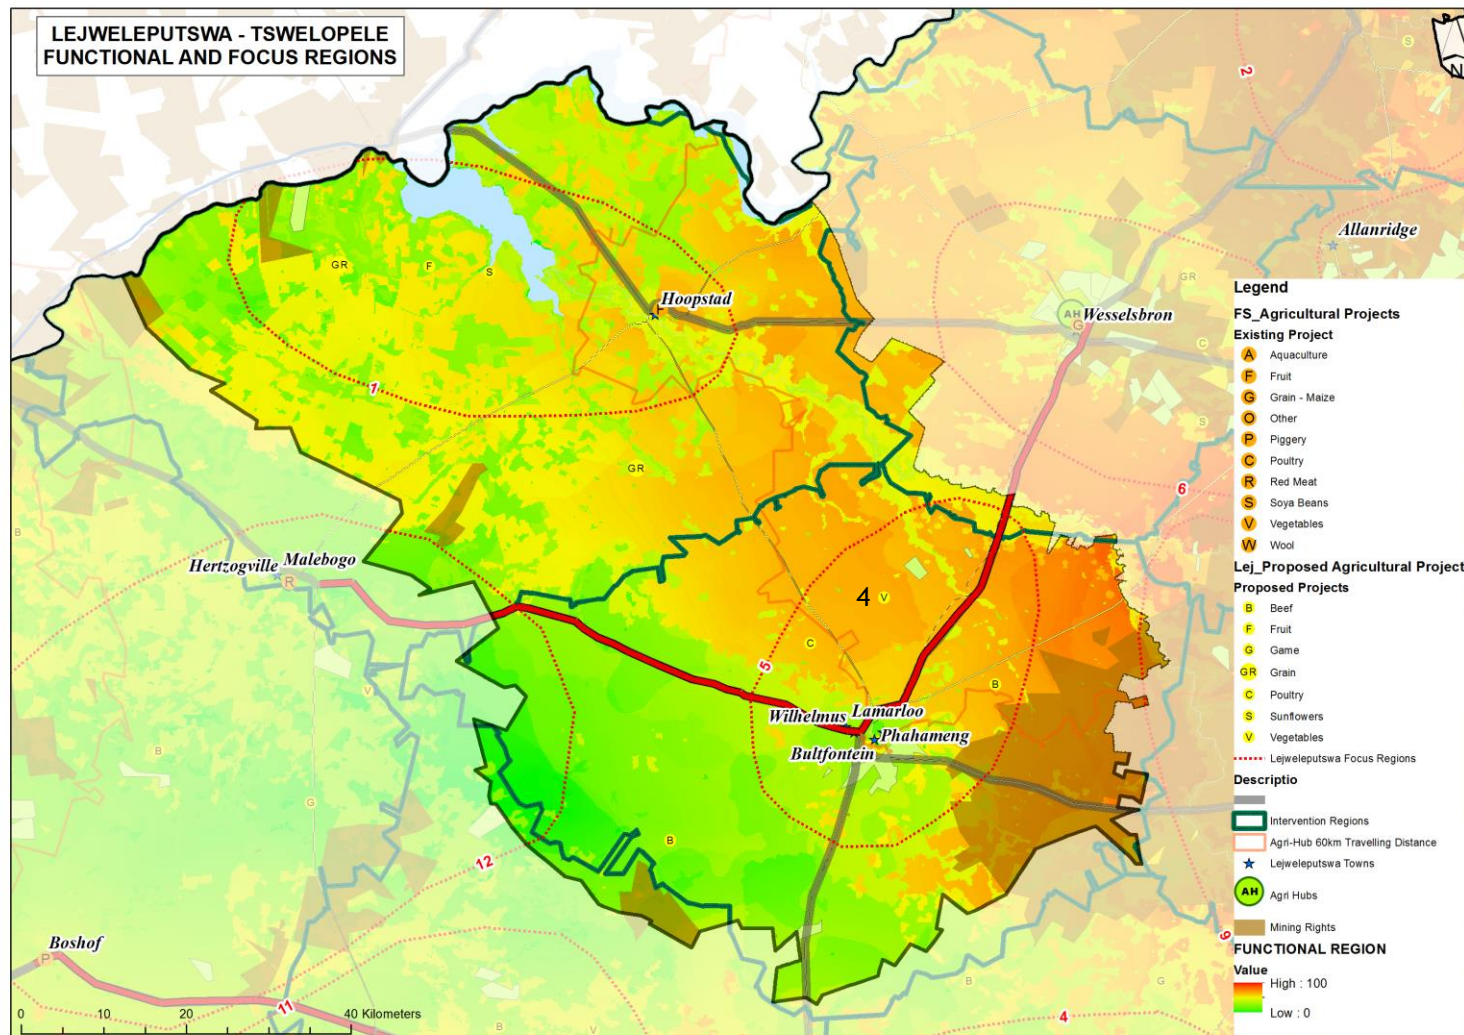 LEJWELEPUTSWA - TSWELOPELE
FUNCTIONAL AND FOCUS REGIONS
N
2
S
Allanridge
GR
F
S
GR
Hoopstad
AH
G
Wesselsbron
C
1
S
GR
6
B
Hertzogville
Malebogo
R
4
V
C
5
B
V
Wilhelmus
Lamarloo
Phahameng
Bultfontein
B
G
B
12
9
Boshof
P
B
G
11
B
V
4
0
10
20
40 Kilometers
Legend
FS_Agricultural Projects
Existing Project
A Aquaculture
F Fruit
G Grain - Maize
O Other
P Piggery
C Poultry
R Red Meat
S Soya Beans
V Vegetables
W Wool
Lej_Proposed Agricultural Project
Proposed Projects
B Beef
F Fruit
G Game
GR Grain
C Poultry
S Sunflowers
V Vegetables
Lejweleputswa Focus Regions
Descriptio
Intervention Regions
Agri-Hub 60km Travelling Distance
Lejweleputswa Towns
AH Agri Hubs
Mining Rights
FUNCTIONAL REGION
Value
High : 100
Low : 0